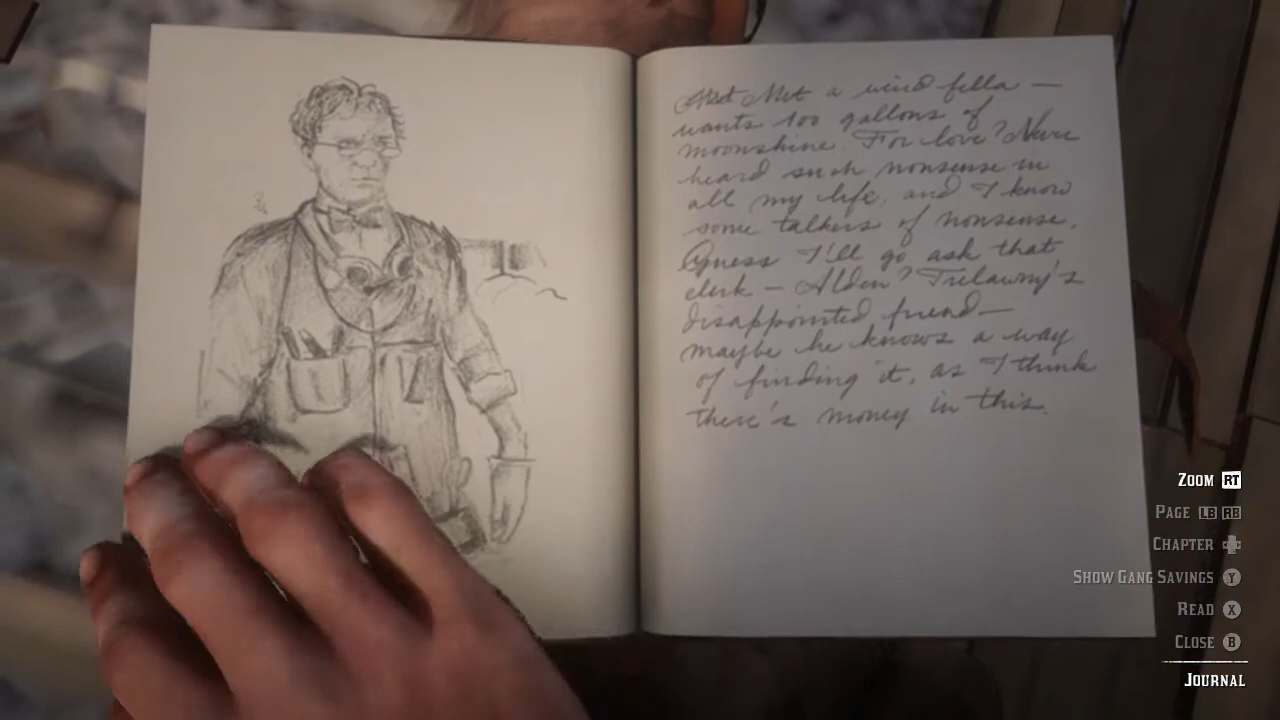 Met a weird fella —
wants 100 gallons of
moonshine. For love? Never
heard such nonsense in
all my life, and I know
some talkers of nonsense.
Guess I'll go ask that
clerk — Alden? Trelawny's
disappointed friend —
maybe he knows a way
of finding it, as I think
there's money in this.
ZOOM RT
PAGE LB RB
CHAPTER
SHOW GANG SAVINGS Y
READ X
CLOSE B
JOURNAL